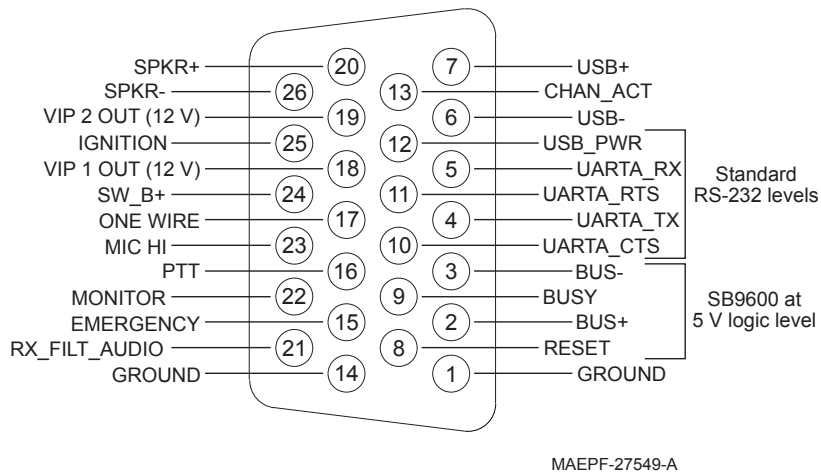 SPKR+ 20 7 USB+
SPKR- 26 13 CHAN_ACT
VIP 2 OUT (12 V) 19 6 USB-
IGNITION 25 12 USB_PWR
VIP 1 OUT (12 V) 18 5 UARTA_RX
SW_B+ 24 11 UARTA_RTS
ONE WIRE 17 4 UARTA_TX
MIC HI 23 10 UARTA_CTS
Standard
RS-232 levels
PTT 16 3 BUS-
MONITOR 22 9 BUSY
EMERGENCY 15 2 BUS+
RX_FILT_AUDIO 21 8 RESET
SB9600 at
5 V logic level
GROUND 14 1 GROUND
MAEPF-27549-A